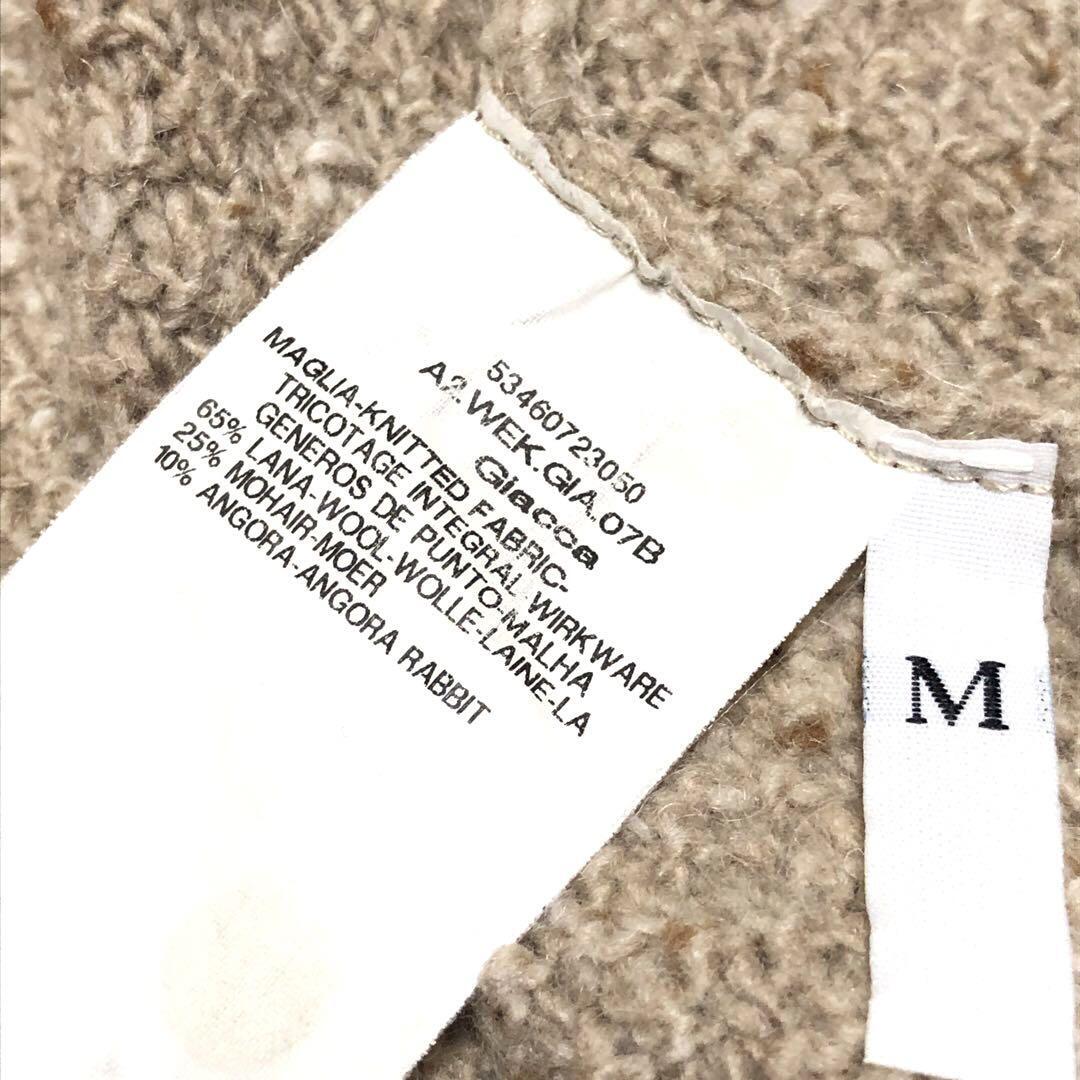 53460723050
A2.WEK.GIA.07B
Giacca
MAGLIA-KNITTED FABRIC-
TRICOTAGE INTEGRAL WIRKWARE
GENEROS DE PUNTO-MALHA
65% LANA-WOOL-WOLLE-LAINE-LA
25% MOHAIR-MOER
10% ANGORA-ANGORA RABBIT
M